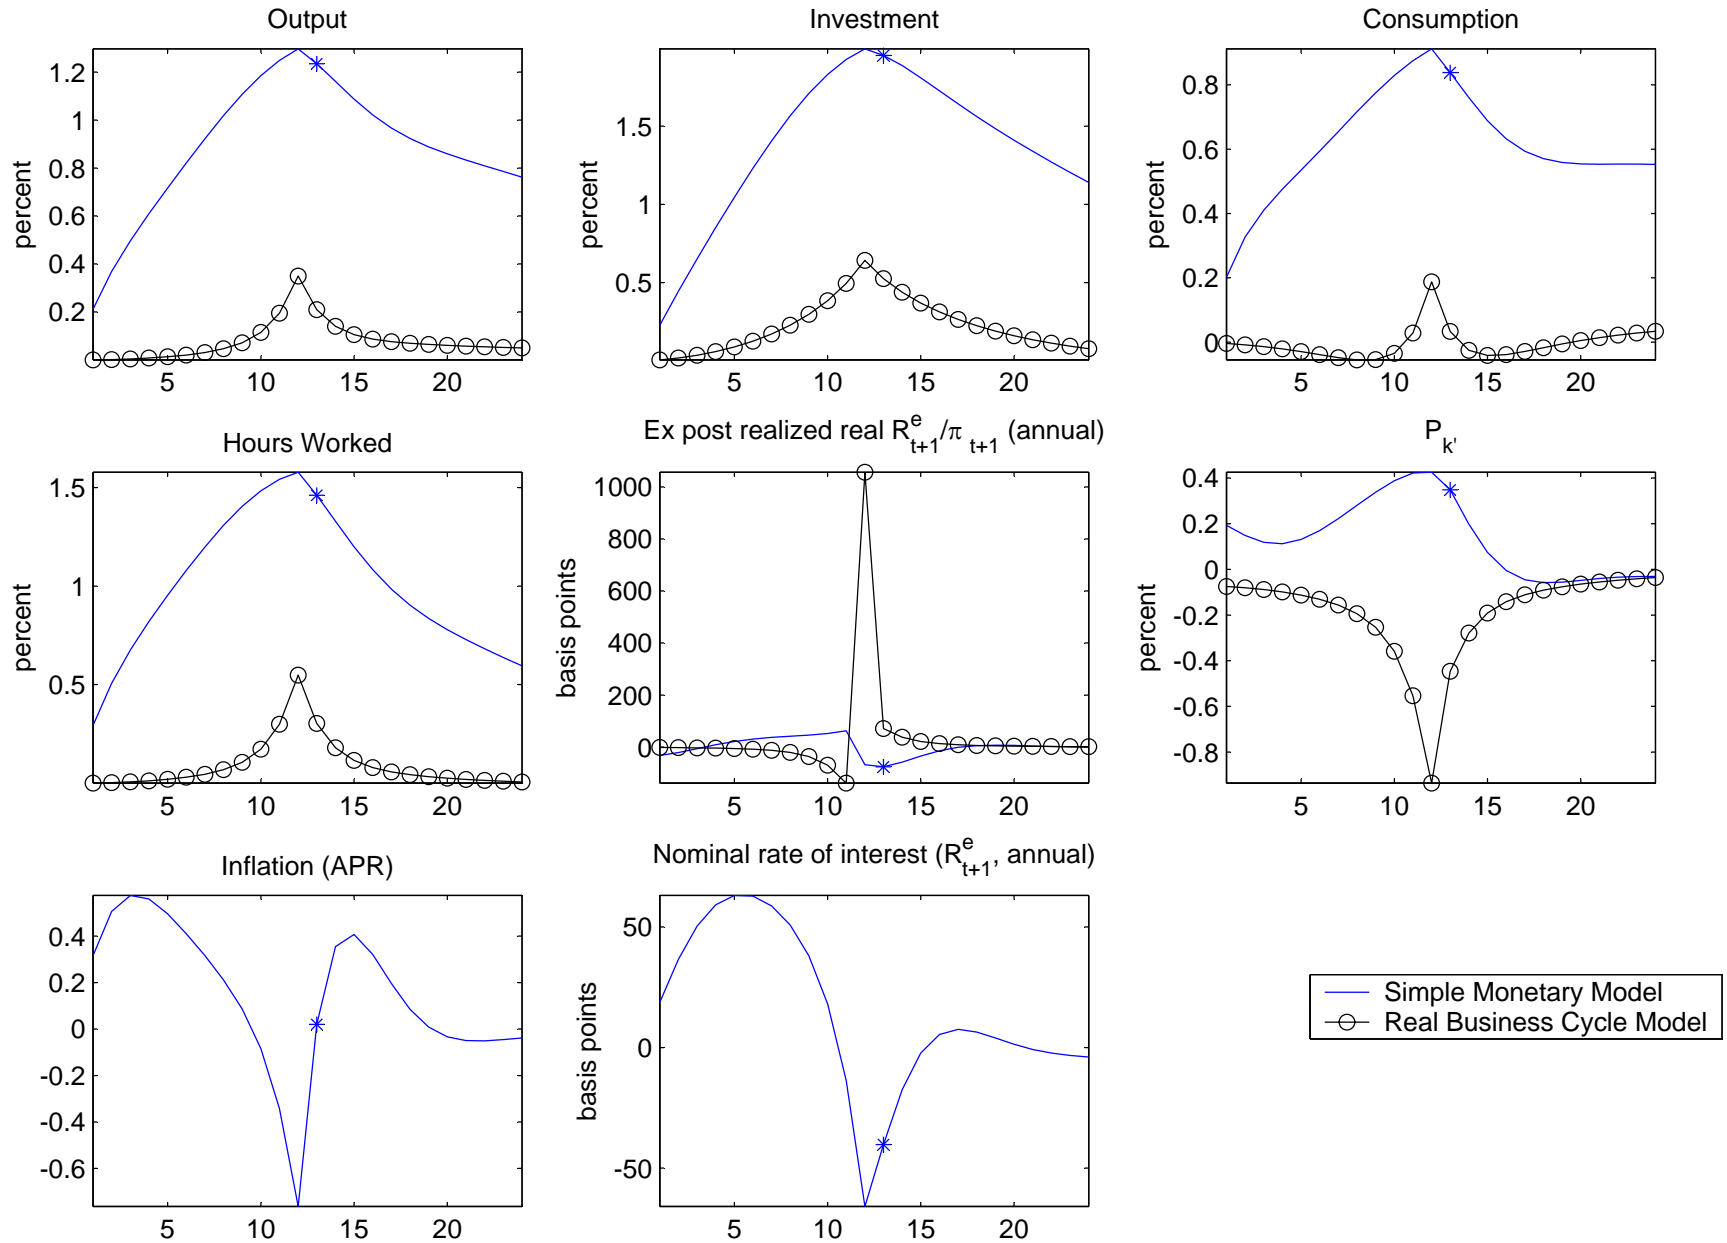 Output
percent
1.2
1
0.8
0.6
0.4
0.2
5 10 15 20
Investment
percent
1.5
1
0.5
5 10 15 20
Consumption
percent
0.8
0.6
0.4
0.2
0
5 10 15 20
Hours Worked
percent
1.5
1
0.5
5 10 15 20
Ex post realized real R^e_{t+1}/π_{t+1} (annual)
basis points
1000
800
600
400
200
0
5 10 15 20
P_{k'}
percent
0.4
0.2
0
-0.2
-0.4
-0.6
-0.8
5 10 15 20
Inflation (APR)
0.4
0.2
0
-0.2
-0.4
-0.6
5 10 15 20
Nominal rate of interest (R^e_{t+1}, annual)
basis points
50
0
-50
5 10 15 20
Simple Monetary Model
Real Business Cycle Model